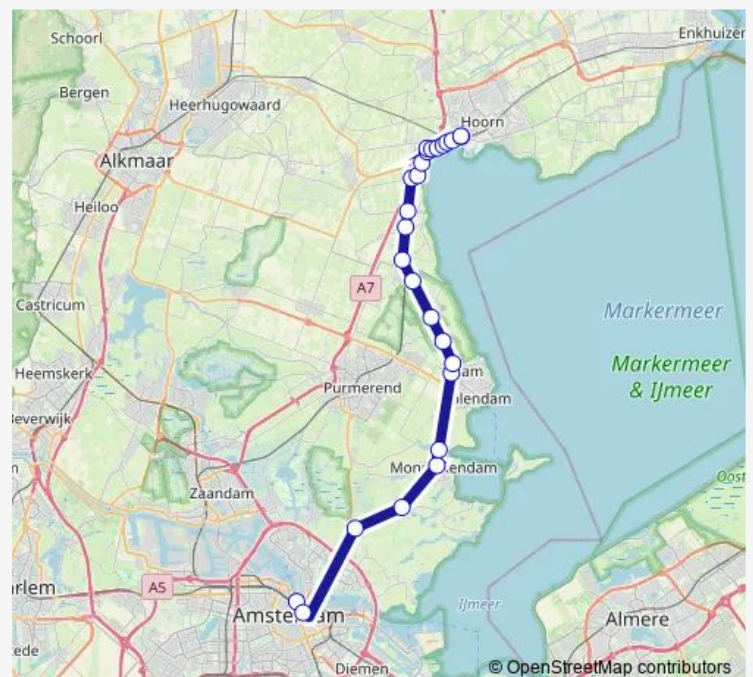 Schoorl
Enkhuizen
Bergen
Heerhugowaard
Hoorn
Alkmaar
Heiloo
A7
Castricum
Markermeer
Markermeer
& IJmeer
Heemskerk
Purmerend
Zaandam
A5
Amsterdam
IJmeer
Almere
Diemen
© OpenStreetMap contributors